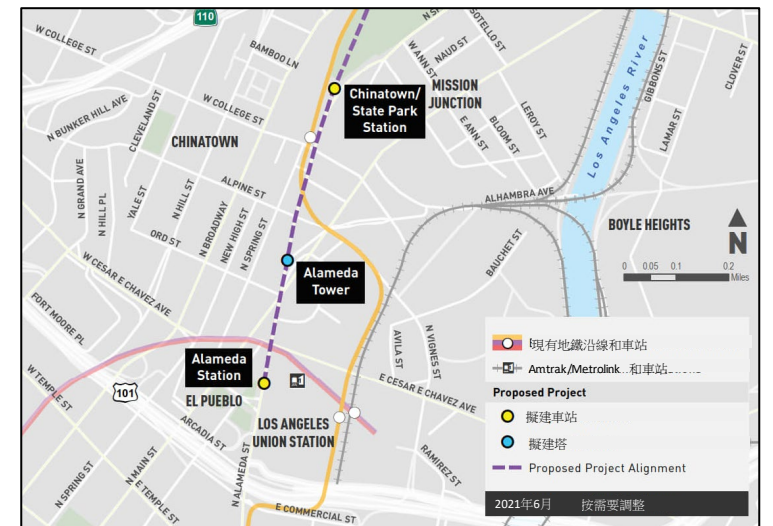 110
W COLLEGE ST
BAMBOO LN
N SPRING ST
SOTELLO ST
NAUD ST
W ANN ST
MISSION
JUNCTION
LEROY ST
BLOOM ST
E ANN ST
Los Angeles River
GIBBONS ST
CLOVER ST
LAMAR ST
N BUNKER HILL AVE
CLEVELAND ST
W COLLEGE ST
CHINATOWN
Chinatown/
State Park
Station
N GRAND AVE
N HILL PL
YALE ST
N HILL ST
ALPINE ST
ALHAMBRA AVE
BOYLE HEIGHTS
N
ORD ST
N BROADWAY
NEW HIGH ST
N SPRING ST
BAUCHET ST
0 0.05 0.1 0.2
Miles
W CESAR E CHAVEZ AVE
Alameda
Tower
FORT MOORE PL
AVILA ST
N VIGNES ST
Alameda
Station
EL PUEBLO
E CESAR E CHAVEZ AVE
W TEMPLE ST
101
LOS ANGELES
UNION STATION
ARCADIA ST
N ALAMEDA ST
RAMIREZ ST
N SPRING ST
N MAIN ST
E TEMPLE ST
E COMMERCIAL ST
現有地鐵沿線和車站
Amtrak/Metrolink 和車站
Proposed Project
擬建車站
擬建塔
Proposed Project Alignment
2021年6月 按需要調整